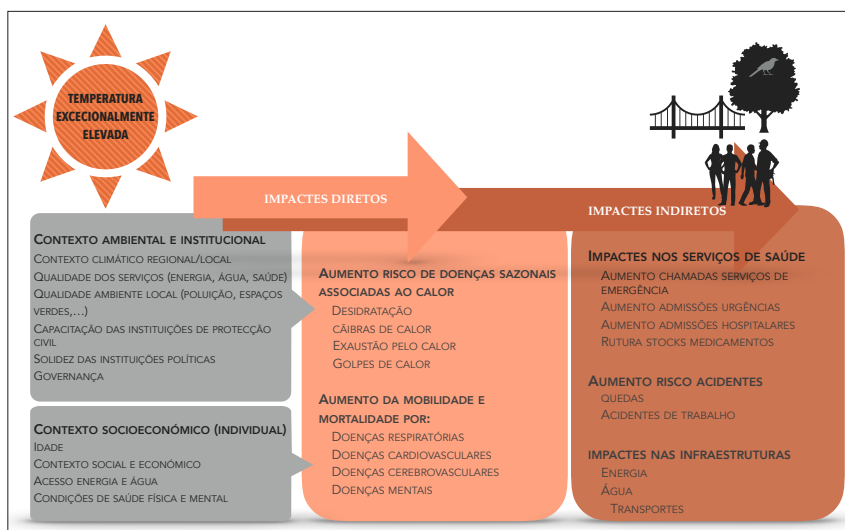 TEMPERATURA
EXCECIONALMENTE
ELEVADA
IMPACTES DIRETOS
IMPACTES INDIRETOS
CONTEXTO AMBIENTAL E INSTITUCIONAL
CONTEXTO CLIMÁTICO REGIONAL/LOCAL
QUALIDADE DOS SERVIÇOS (ENERGIA, ÁGUA, SAÚDE)
QUALIDADE AMBIENTE LOCAL (POLUIÇÃO, ESPAÇOS
VERDES,...)
CAPACITAÇÃO DAS INSTITUIÇÕES DE PROTECÇÃO
CIVIL
SOLIDEZ DAS INSTITUIÇÕES POLÍTICAS
GOVERNANÇA
CONTEXTO SOCIOECONÓMICO (INDIVIDUAL)
IDADE
CONTEXTO SOCIAL E ECONÓMICO
ACESSO ENERGIA E ÁGUA
CONDIÇÕES DE SAÚDE FÍSICA E MENTAL
AUMENTO RISCO DE DOENÇAS SAZONAIS
ASSOCIADAS AO CALOR
DESIDRATAÇÃO
CÂIBRAS DE CALOR
EXAUSTÃO PELO CALOR
GOLPES DE CALOR
AUMENTO DA MOBILIDADE E
MORTALIDADE POR:
DOENÇAS RESPIRATÓRIAS
DOENÇAS CARDIOVASCULARES
DOENÇAS CEREBROVASCULARES
DOENÇAS MENTAIS
IMPACTES NOS SERVIÇOS DE SAÚDE
AUMENTO CHAMADAS SERVIÇOS DE
EMERGÊNCIA
AUMENTO ADMISSÕES URGÊNCIAS
AUMENTO ADMISSÕES HOSPITALARES
RUTURA STOCKS MEDICAMENTOS
AUMENTO RISCO ACIDENTES
QUEDAS
ACIDENTES DE TRABALHO
IMPACTES NAS INFRAESTRUTURAS
ENERGIA
ÁGUA
TRANSPORTES